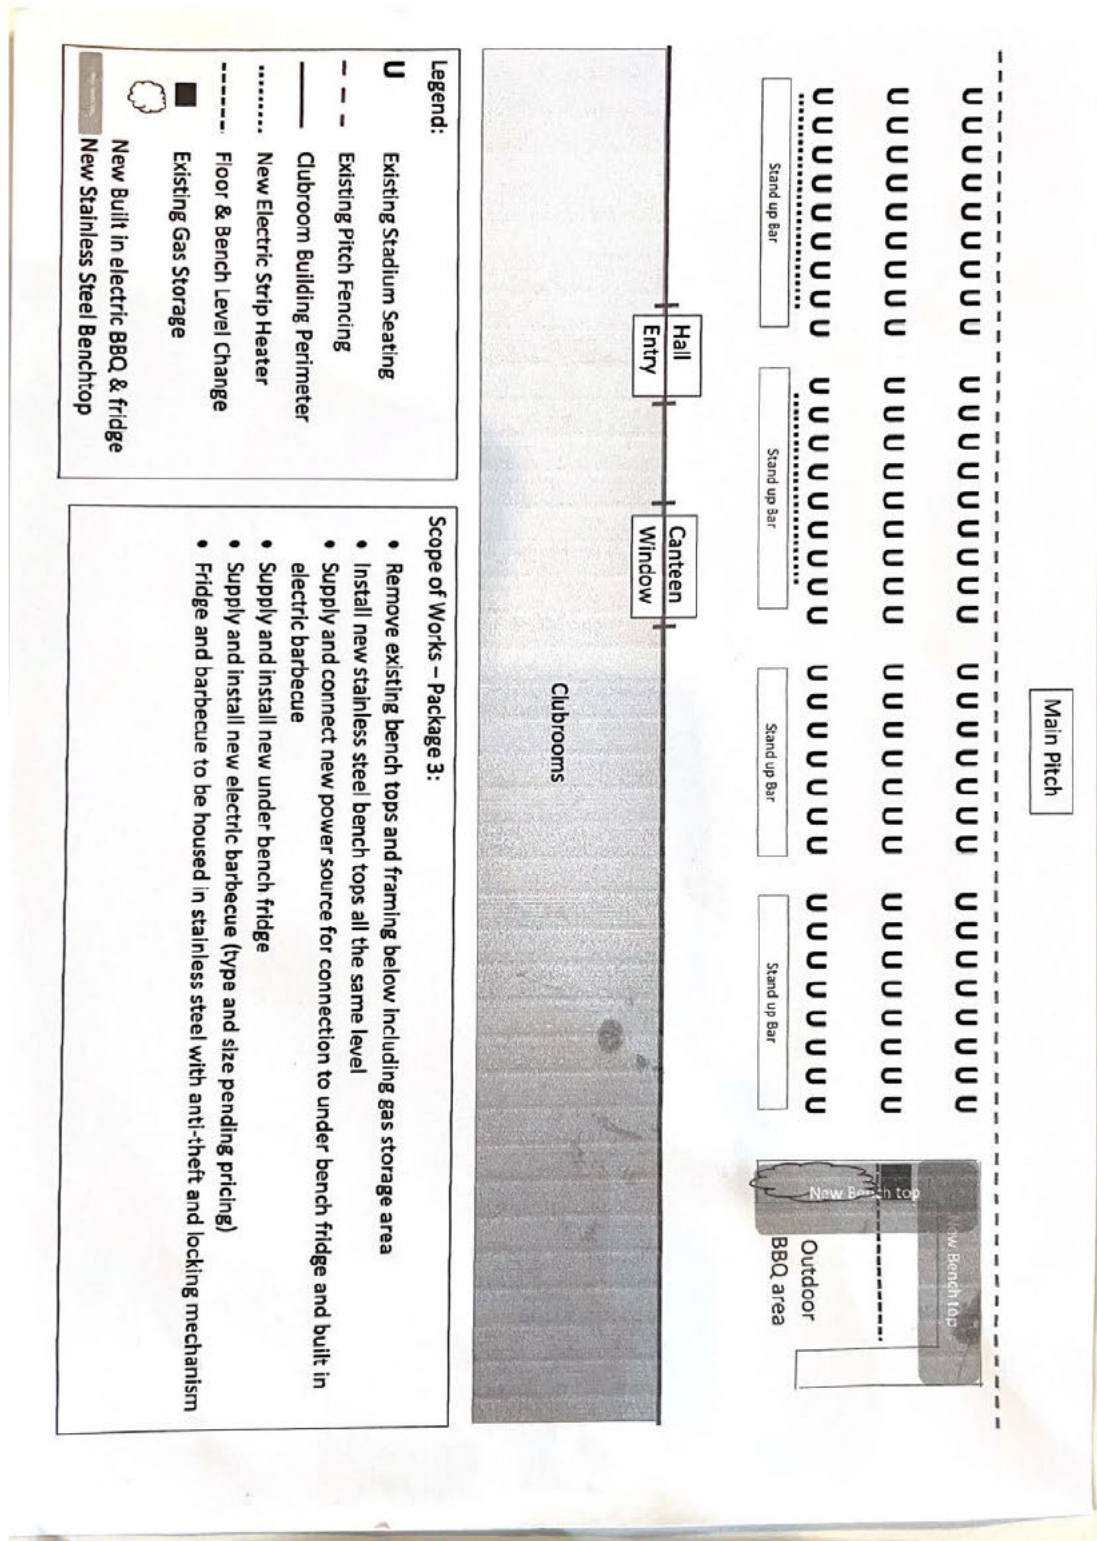 Main Pitch
U U U U U U U U U U U U U U U U U U U U U U U U U U U U U U U U U
U U U U U U U U U U U U U U U U U U U U U U U U U U U U U U U U U
U U U U U U U U U U U U U U U U U U U U U U U U U U U U U U U U U
Stand up Bar
Stand up Bar
Stand up Bar
Stand up Bar
New Bench top
New Bench top
Outdoor
BBQ area
Hall
Entry
Canteen
Window
Clubrooms
Legend:
U Existing Stadium Seating
Existing Pitch Fencing
Clubroom Building Perimeter
New Electric Strip Heater
Floor & Bench Level Change
Existing Gas Storage
New Built in electric BBQ & fridge
New Stainless Steel Benchtop
Scope of Works – Package 3:
• Remove existing bench tops and framing below including gas storage area
• Install new stainless steel bench tops all the same level
• Supply and connect new power source for connection to under bench fridge and built in
electric barbecue
• Supply and install new under bench fridge
• Supply and install new electric barbecue (type and size pending pricing)
• Fridge and barbecue to be housed in stainless steel with anti-theft and locking mechanism